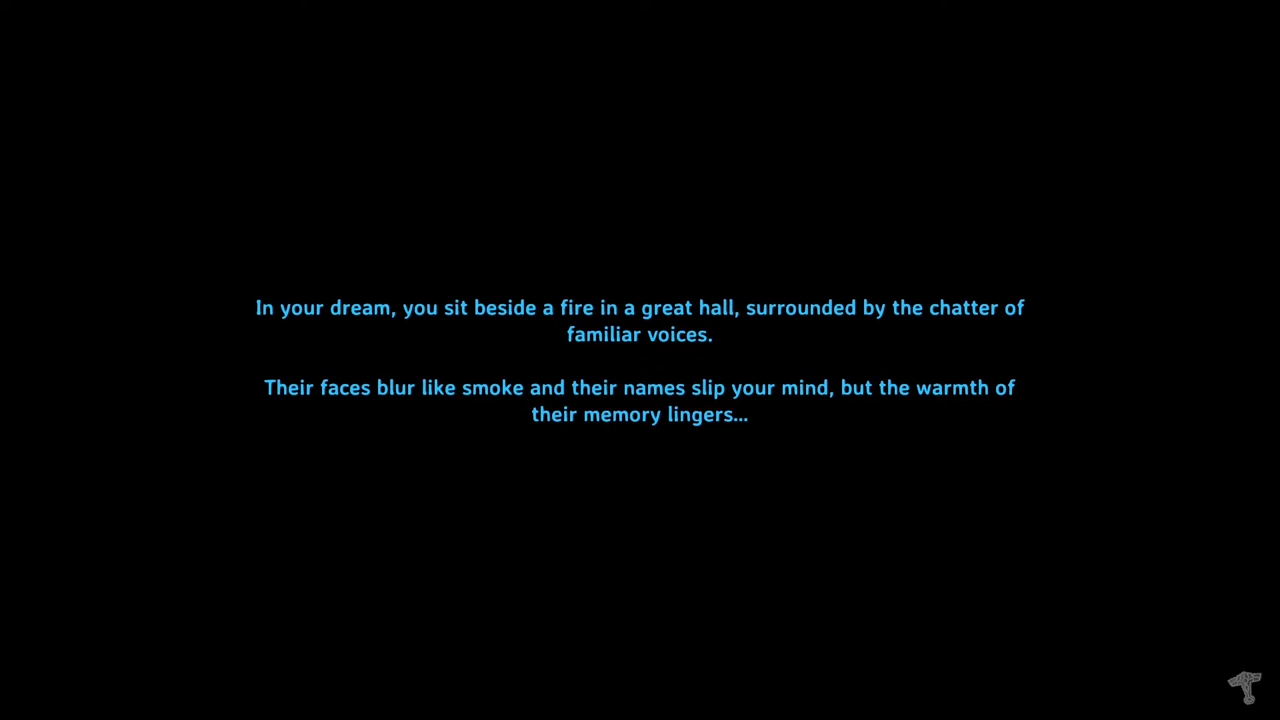 In your dream, you sit beside a fire in a great hall, surrounded by the chatter of
familiar voices.
Their faces blur like smoke and their names slip your mind, but the warmth of
their memory lingers...